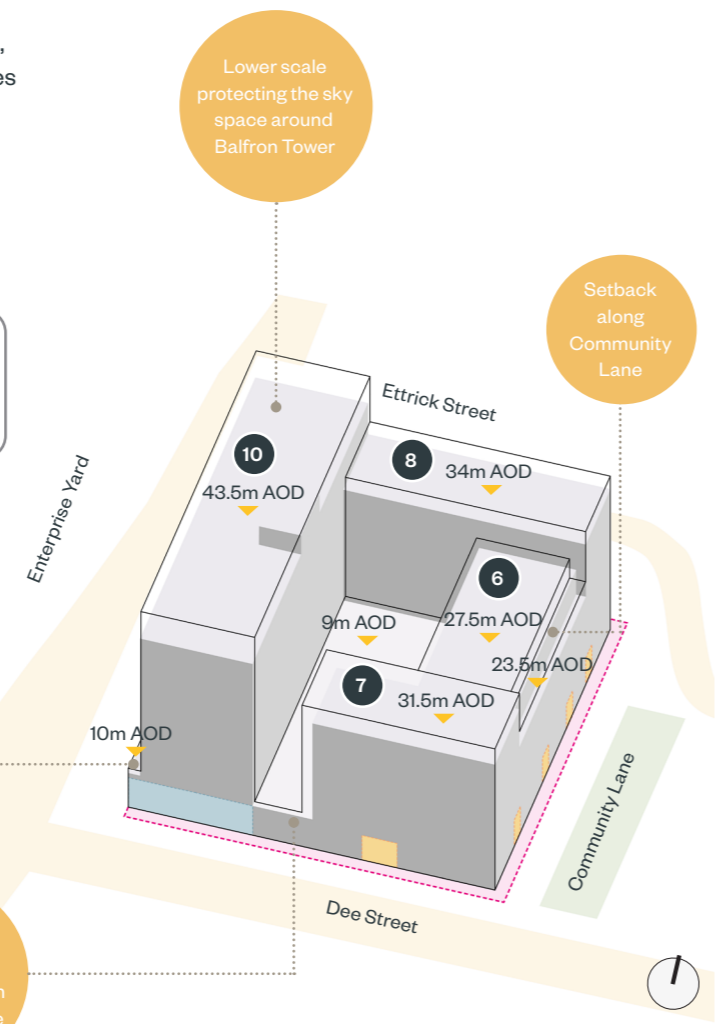 ,
es
Lower scale
protecting the sky
space around
Balfron Tower
Setback
along
Community
Lane
Ettrick Street
10
8
34m AOD
43.5m AOD
Enterprise Yard
6
9m AOD
27.5m AOD
23.5m AOD
7
31.5m AOD
10m AOD
Community Lane
Dee Street